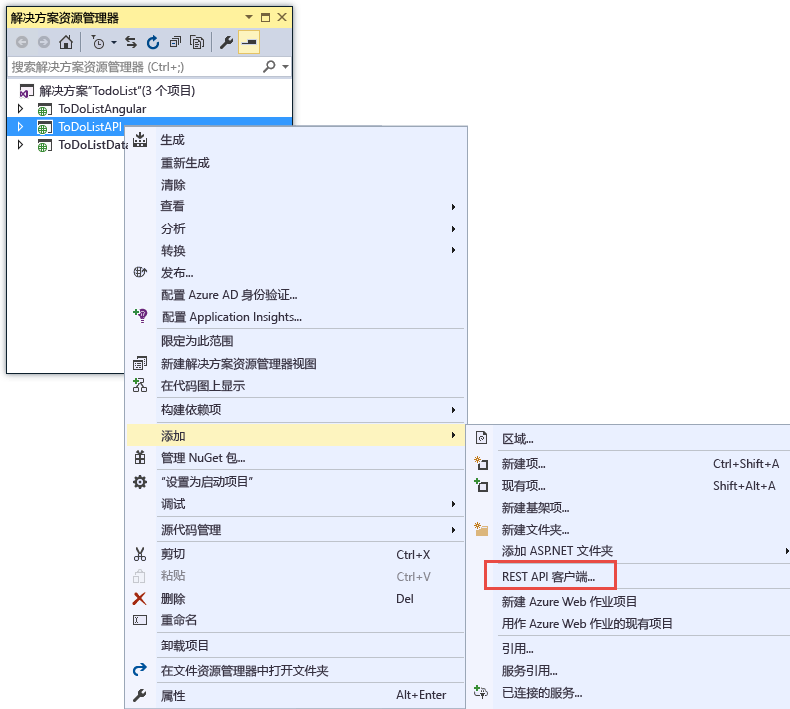 解决方案资源管理器
搜索解决方案资源管理器 (Ctrl+;)
解决方案"TodoList"(3 个项目)
ToDoListAngular
ToDoListAPI
ToDoListData
生成
重新生成
清除
查看
分析
转换
发布...
配置 Azure AD 身份验证...
配置 Application Insights...
限定为此范围
新建解决方案资源管理器视图
在代码图上显示
构建依赖项
添加
管理 NuGet 包...
"设置为启动项目"
调试
源代码管理
剪切 Ctrl+X
粘贴 Ctrl+V
删除 Del
重命名
卸载项目
在文件资源管理器中打开文件夹
属性 Alt+Enter
区域...
新建项... Ctrl+Shift+A
现有项... Shift+Alt+A
新建基架项...
新建文件夹...
添加 ASP.NET 文件夹
REST API 客户端...
新建 Azure Web 作业项目
用作 Azure Web 作业的现有项目
引用...
服务引用...
已连接的服务...